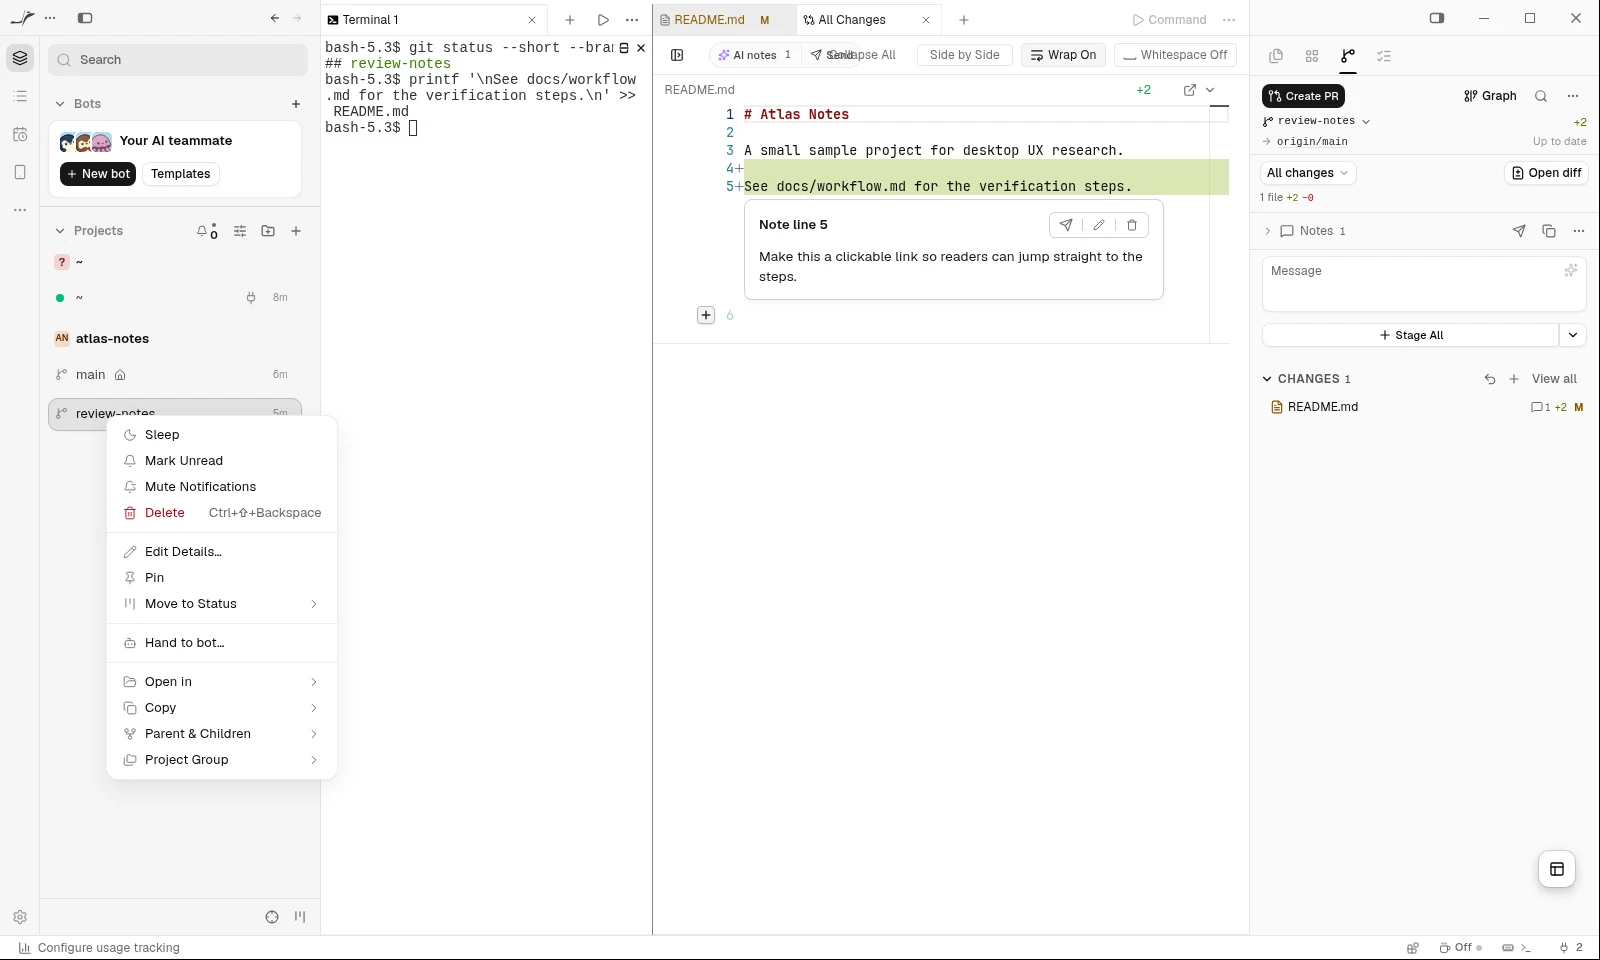 Search
Bots
Your AI teammate
+ New bot
Templates
Projects
0
? ~
~ 8m
AN atlas-notes
main 6m
review-notes 5m
Sleep
Mark Unread
Mute Notifications
Delete Ctrl+⇧+Backspace
Edit Details…
Pin
Move to Status
Hand to bot…
Open in
Copy
Parent & Children
Project Group
Configure usage tracking
Terminal 1
bash-5.3$ git status --short --bra
## review-notes
bash-5.3$ printf '\nSee docs/workflow
.md for the verification steps.\n' >>
README.md
bash-5.3$
README.md M
All Changes
Command
AI notes 1
Send
Collapse All
Side by Side
Wrap On
Whitespace Off
README.md +2
1 # Atlas Notes
2
3 A small sample project for desktop UX research.
4+
5+See docs/workflow.md for the verification steps.
Note line 5
Make this a clickable link so readers can jump straight to the
steps.
6
Create PR
Graph
review-notes +2
origin/main Up to date
All changes
Open diff
1 file +2 −0
Notes 1
Message
+ Stage All
CHANGES 1
View all
README.md 1 +2 M
Off
2